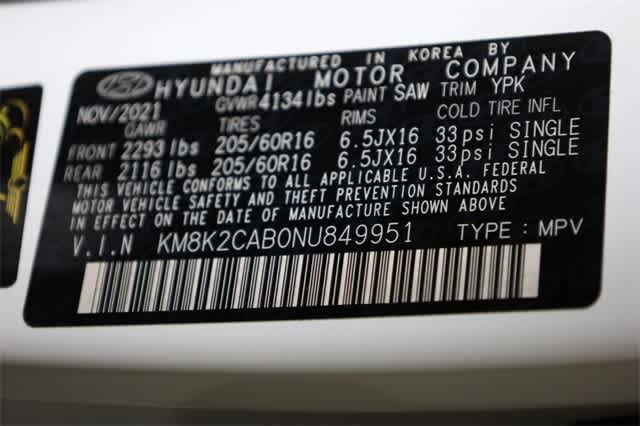 MANUFACTURED IN KOREA BY
HYUNDAI MOTOR COMPANY
NOV/2021 GVWR 4134 lbs PAINT SAW TRIM YPK
GAWR TIRES RIMS COLD TIRE INFL
FRONT 2293 lbs 205/60R16 6.5JX16 33psi SINGLE
REAR 2116 lbs 205/60R16 6.5JX16 33psi SINGLE
THIS VEHICLE CONFORMS TO ALL APPLICABLE U.S.A. FEDERAL
MOTOR VEHICLE SAFETY AND THEFT PREVENTION STANDARDS
IN EFFECT ON THE DATE OF MANUFACTURE SHOWN ABOVE
V.I.N KM8K2CAB0NU849951 TYPE : MPV